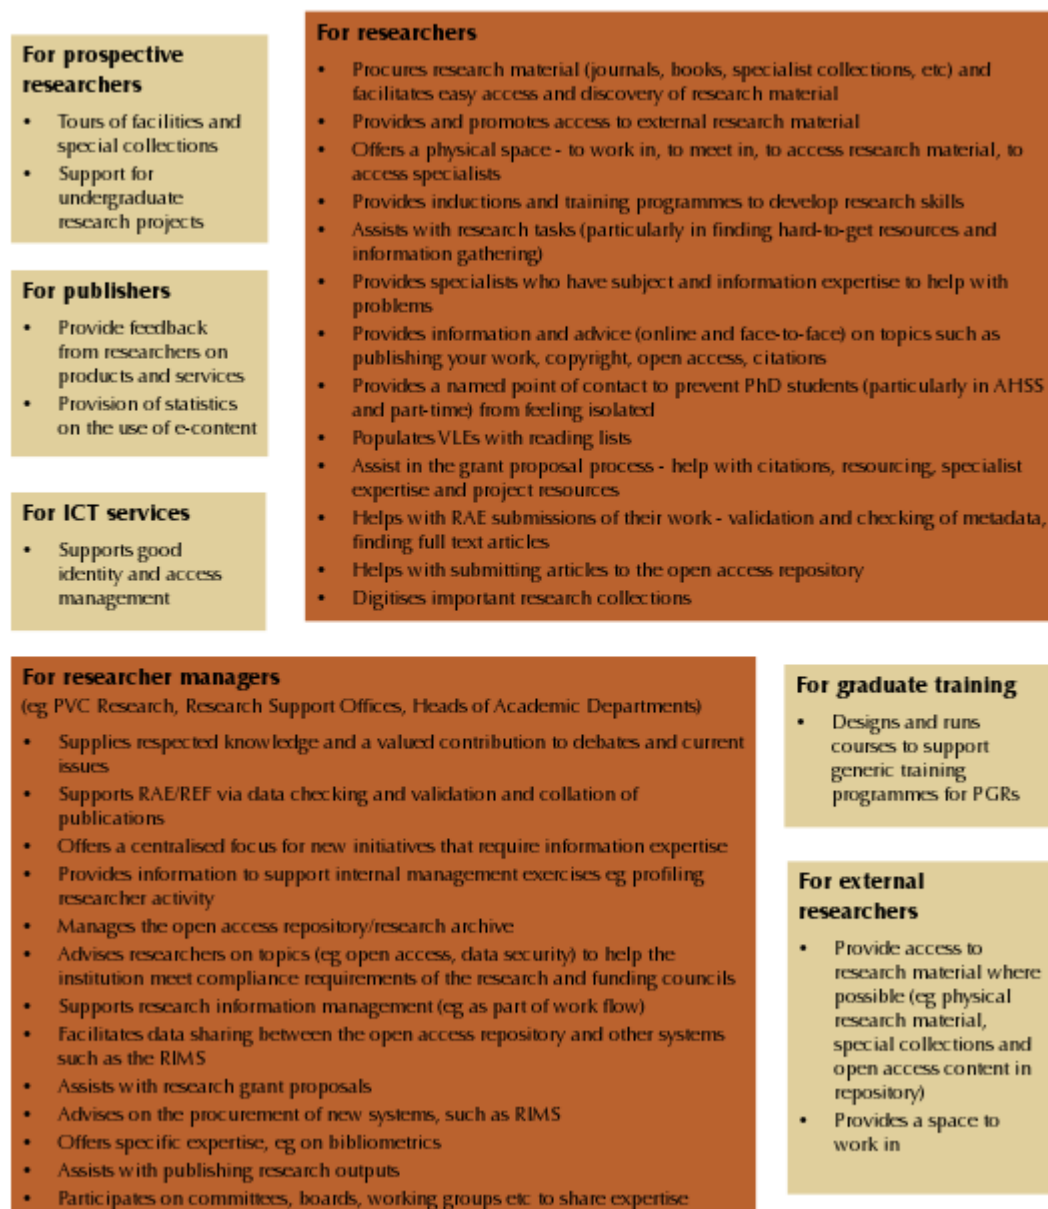 For prospective
researchers
• Tours of facilities and
special collections
• Support for
undergraduate
research projects
For publishers
• Provide feedback
from researchers on
products and services
• Provision of statistics
on the use of e-content
For ICT services
• Supports good
identity and access
management
For researchers
• Procures research material (journals, books, specialist collections, etc) and
facilitates easy access and discovery of research material
• Provides and promotes access to external research material
• Offers a physical space - to work in, to meet in, to access research material, to
access specialists
• Provides inductions and training programmes to develop research skills
• Assists with research tasks (particularly in finding hard-to-get resources and
information gathering)
• Provides specialists who have subject and information expertise to help with
problems
• Provides information and advice (online and face-to-face) on topics such as
publishing your work, copyright, open access, citations
• Provides a named point of contact to prevent PhD students (particularly in AHSS
and part-time) from feeling isolated
• Populates VLEs with reading lists
• Assist in the grant proposal process - help with citations, resourcing, specialist
expertise and project resources
• Helps with RAE submissions of their work - validation and checking of metadata,
finding full text articles
• Helps with submitting articles to the open access repository
• Digitises important research collections
For researcher managers
(eg PVC Research, Research Support Offices, Heads of Academic Departments)
• Supplies respected knowledge and a valued contribution to debates and current
issues
• Supports RAE/REF via data checking and validation and collation of
publications
• Offers a centralised focus for new initiatives that require information expertise
• Provides information to support internal management exercises eg profiling
researcher activity
• Manages the open access repository/research archive
• Advises researchers on topics (eg open access, data security) to help the
institution meet compliance requirements of the research and funding councils
• Supports research information management (eg as part of work flow)
• Facilitates data sharing between the open access repository and other systems
such as the RIMS
• Assists with research grant proposals
• Advises on the procurement of new systems, such as RIMS
• Offers specific expertise, eg on bibliometrics
• Assists with publishing research outputs
• Participates on committees, boards, working groups etc to share expertise
For graduate training
• Designs and runs
courses to support
generic training
programmes for PGRs
For external
researchers
• Provide access to
research material where
possible (eg physical
research material,
special collections and
open access content in
repository)
• Provides a space to
work in